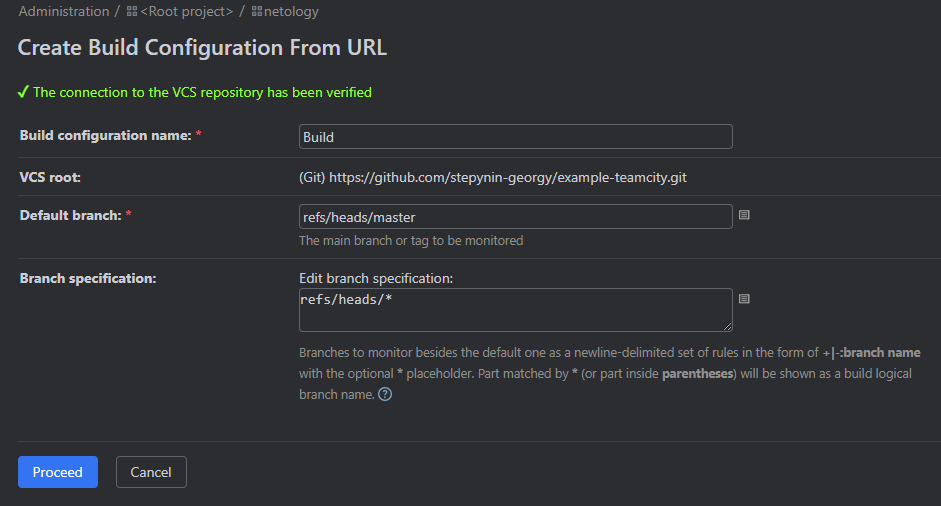 Administration / <Root project> / netology
Create Build Configuration From URL
The connection to the VCS repository has been verified
Build configuration name: * Build
VCS root: (Git) https://github.com/stepynin-georgy/example-teamcity.git
Default branch: * refs/heads/master
The main branch or tag to be monitored
Branch specification: Edit branch specification:
refs/heads/*
Branches to monitor besides the default one as a newline-delimited set of rules in the form of +|-:branch name
with the optional * placeholder. Part matched by * (or part inside parentheses) will be shown as a build logical
branch name. ?
Proceed Cancel